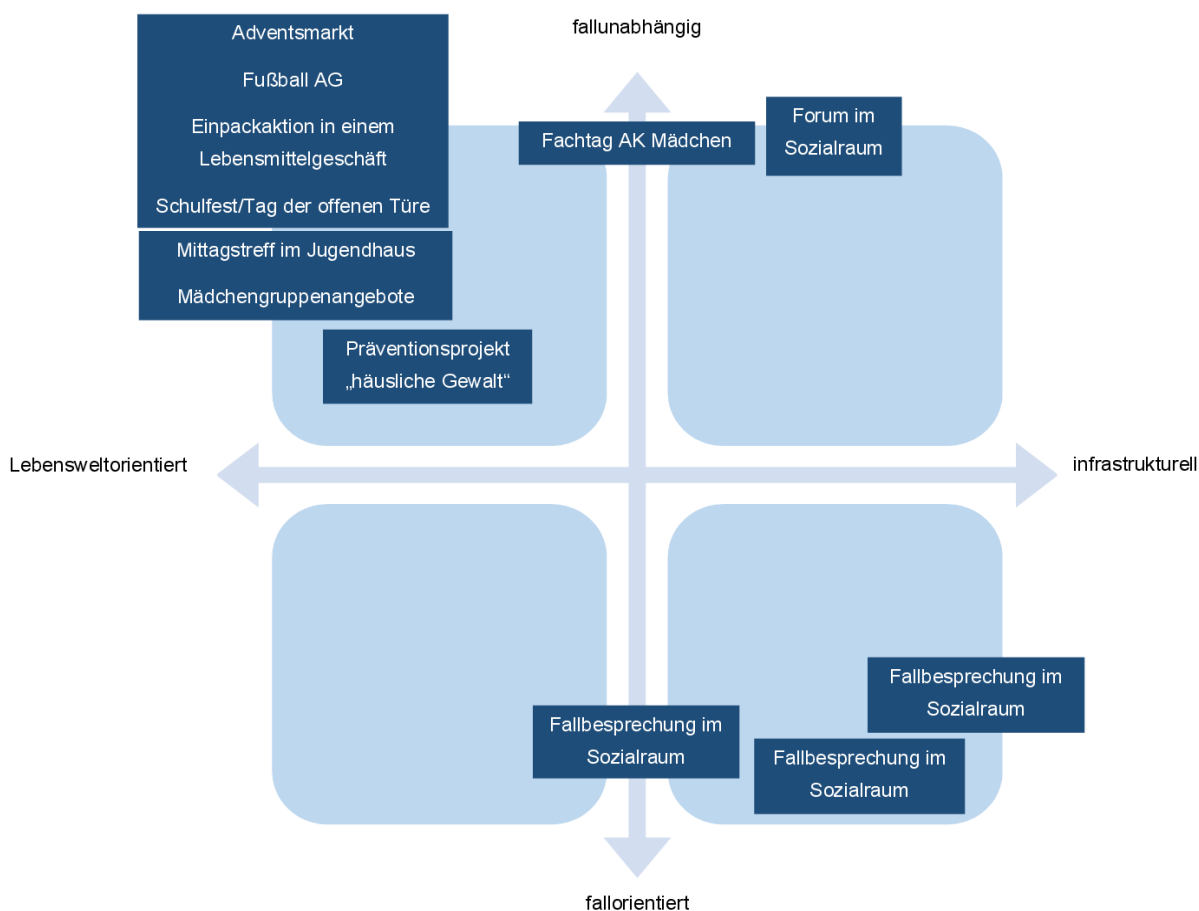 fallunabhängig
Adventsmarkt
Fußball AG
Einpackaktion in einem
Lebensmittelgeschäft
Schulfest/Tag der offenen Türe
Mittagstreff im Jugendhaus
Mädchengruppenangebote
Präventionsprojekt
„häusliche Gewalt“
Fachtag AK Mädchen
Forum im
Sozialraum
Lebensweltorientiert
infrastrukturell
Fallbesprechung im
Sozialraum
Fallbesprechung im
Sozialraum
Fallbesprechung im
Sozialraum
fallorientiert